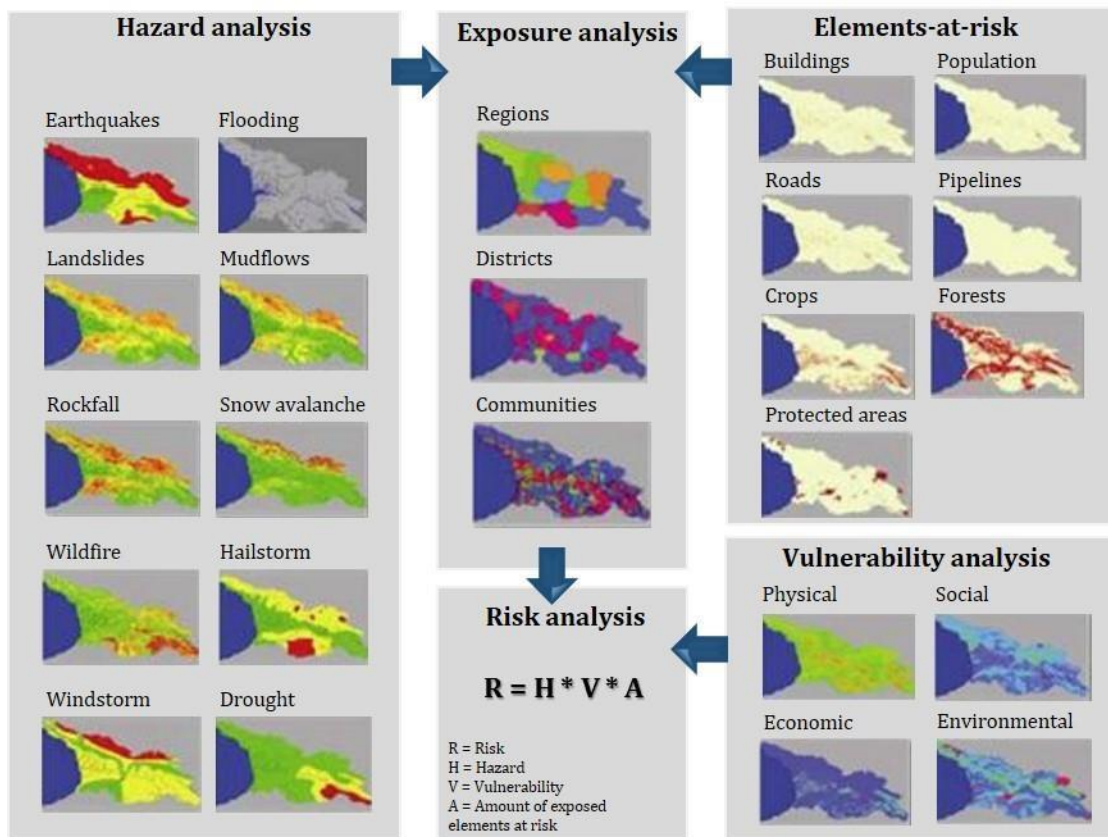 Hazard analysis
Earthquakes
Flooding
Landslides
Mudflows
Rockfall
Snow avalanche
Wildfire
Hailstorm
Windstorm
Drought
Exposure analysis
Regions
Districts
Communities
Elements-at-risk
Buildings
Population
Roads
Pipelines
Crops
Forests
Protected areas
Risk analysis
R = H * V * A
R = Risk
H = Hazard
V = Vulnerability
A = Amount of exposed
elements at risk
Vulnerability analysis
Physical
Social
Economic
Environmental